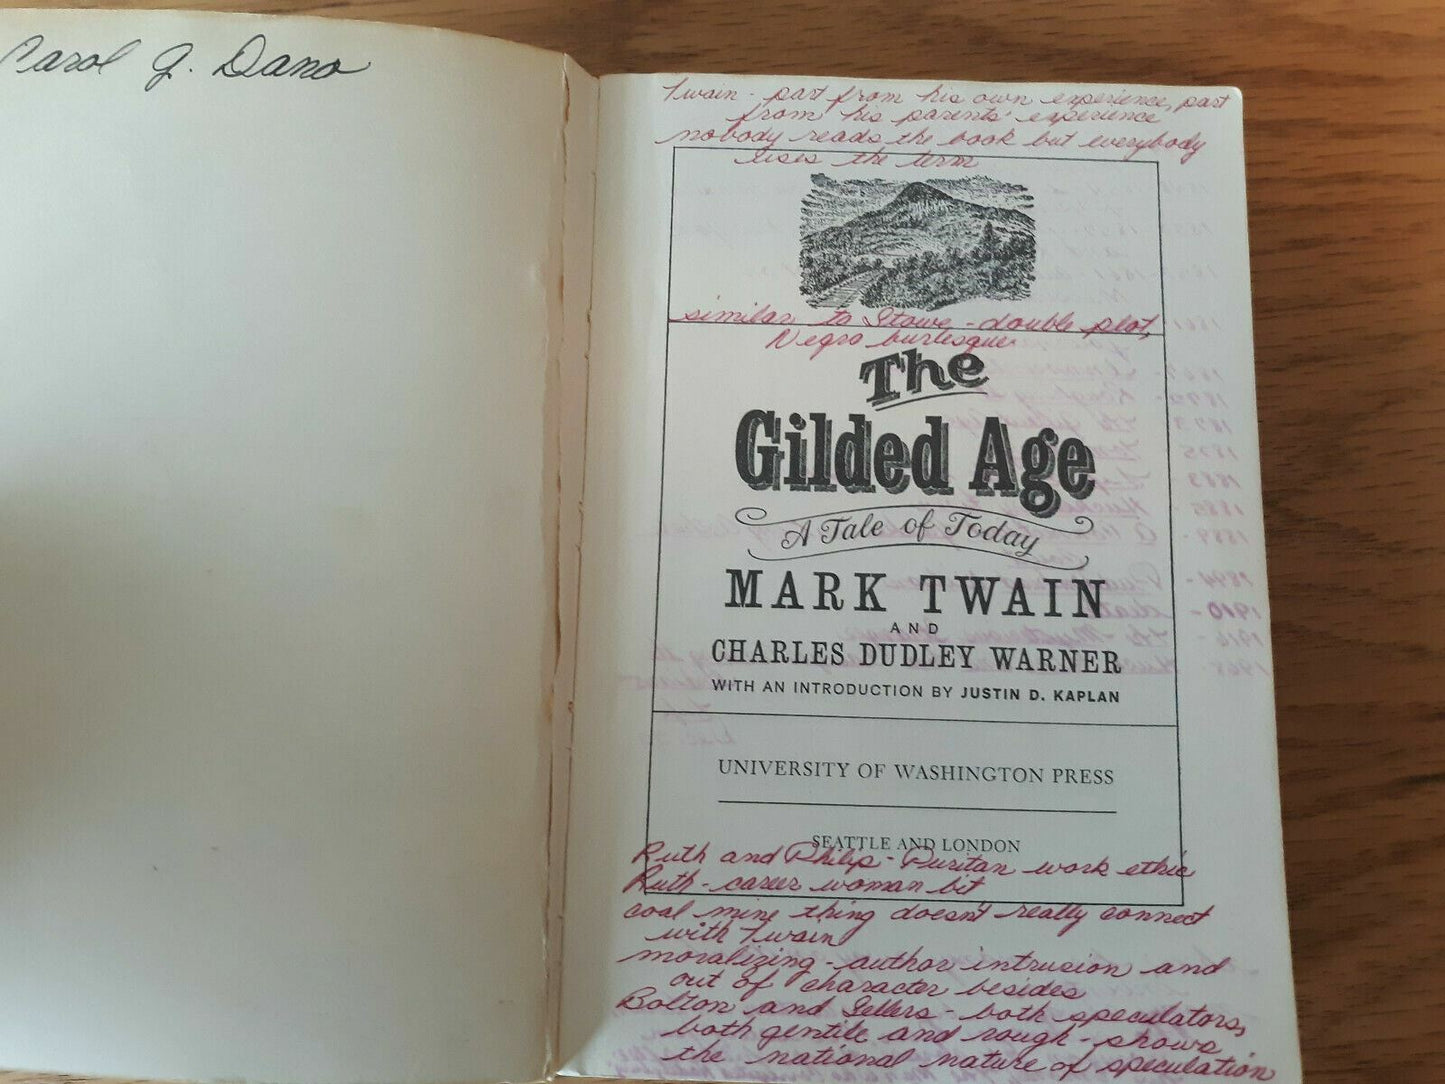 Carol G. Dano
Twain - part from his own experience, part
from his parents' experience
nobody reads the book but everybody
uses the term
similar to Stowe - double plot,
Negro burlesque
The
Gilded Age
A Tale of Today
MARK TWAIN
AND
CHARLES DUDLEY WARNER
WITH AN INTRODUCTION BY JUSTIN D. KAPLAN
UNIVERSITY OF WASHINGTON PRESS
SEATTLE AND LONDON
Ruth and Philip - Puritan work ethic
Ruth - career woman bit
coal mine thing doesn't really connect
with Twain
moralizing - author intrusion and
out of character besides
Bolton and Sellers - both speculators,
both gentile and rough - shows
the national nature of speculation